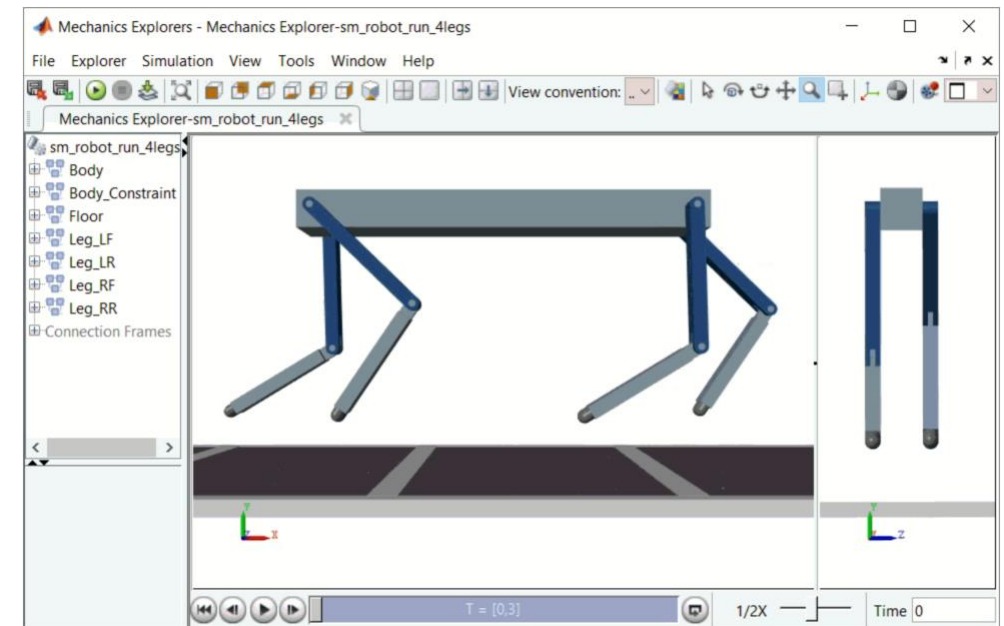 Mechanics Explorers - Mechanics Explorer-sm_robot_run_4legs
File Explorer Simulation View Tools Window Help
View convention: ..
Mechanics Explorer-sm_robot_run_4legs
sm_robot_run_4legs
Body
Body_Constraint
Floor
Leg_LF
Leg_LR
Leg_RF
Leg_RR
Connection Frames
Y
X
Y
Z
T = [0,3]
1/2X
Time 0